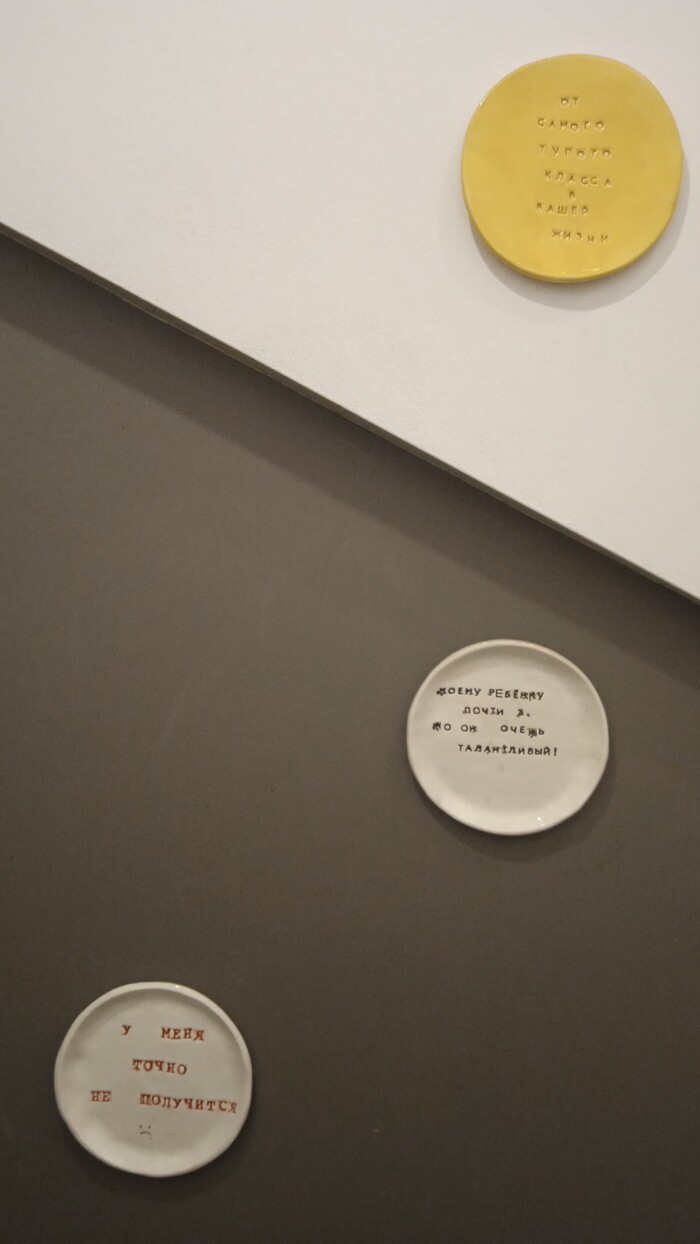 ОТ
САМОГО
ТУПОГО
КЛАССА
В
ВАШЕЙ
ЖИЗНИ
МОЕМУ РЕБЁНКУ
ПОЧТИ 3.
НО ОН ОЧЕНЬ
ТАЛАНТЛИВЫЙ!
У МЕНЯ
ТОЧНО
НЕ ПОЛУЧИТСЯ
:(